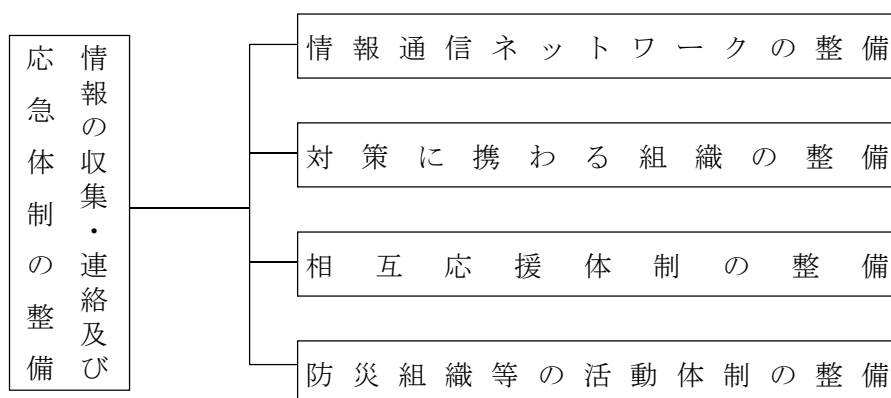 情報の収集・連絡及び
応急体制の整備
情報通信ネットワークの整備
対策に携わる組織の整備
相互応援体制の整備
防災組織等の活動体制の整備